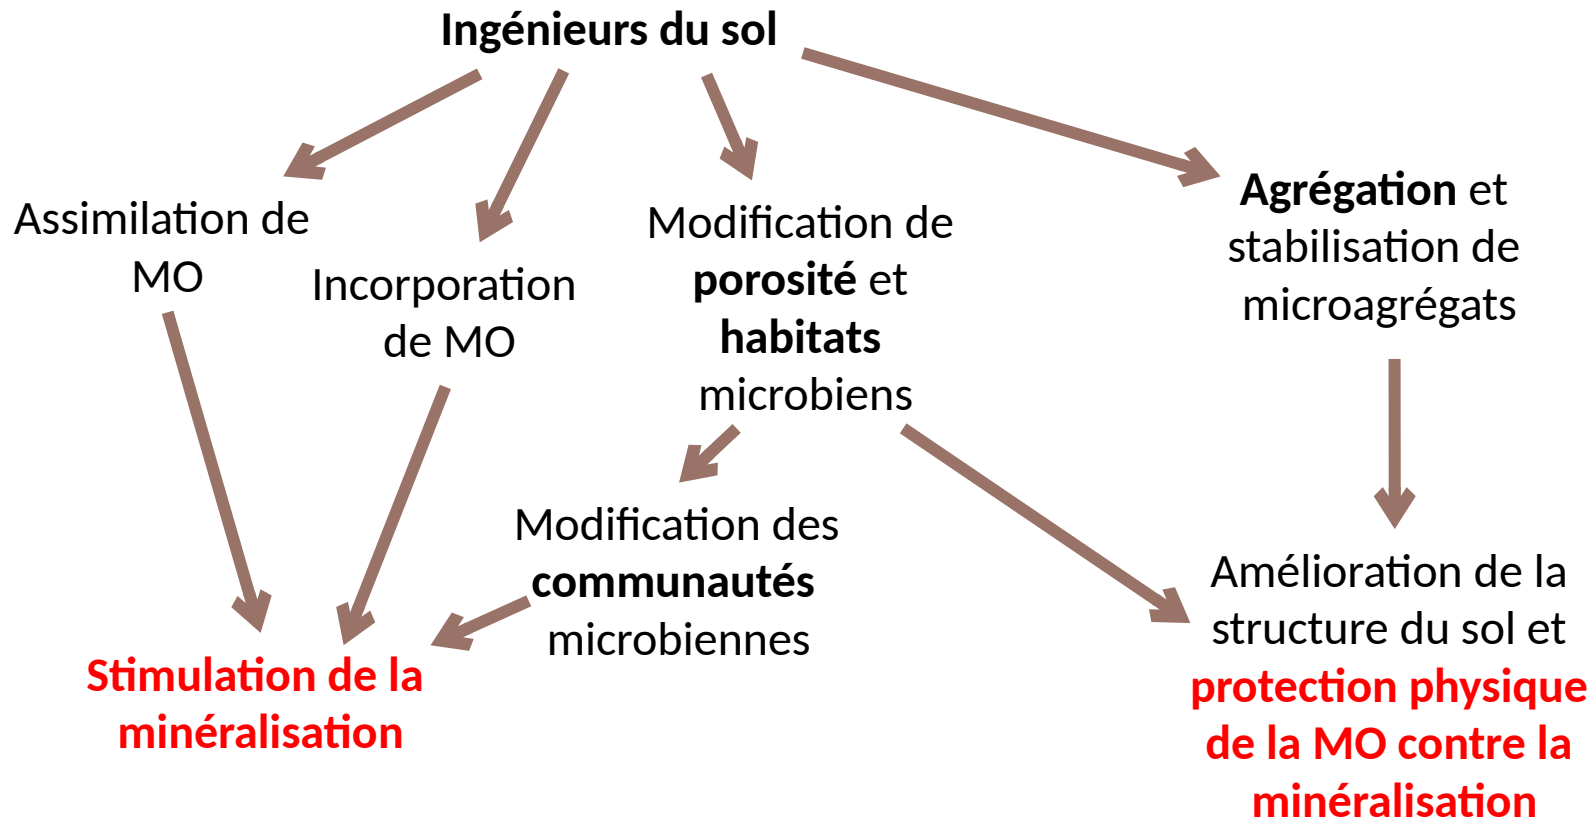 Ingénieurs du sol
Assimilation de
MO
Incorporation
de MO
Modification de
porosité et
habitats
microbiens
Agrégation et
stabilisation de
microagrégats
Modification des
communautés
microbiennes
Stimulation de la
minéralisation
Amélioration de la
structure du sol et
protection physique
de la MO contre la
minéralisation